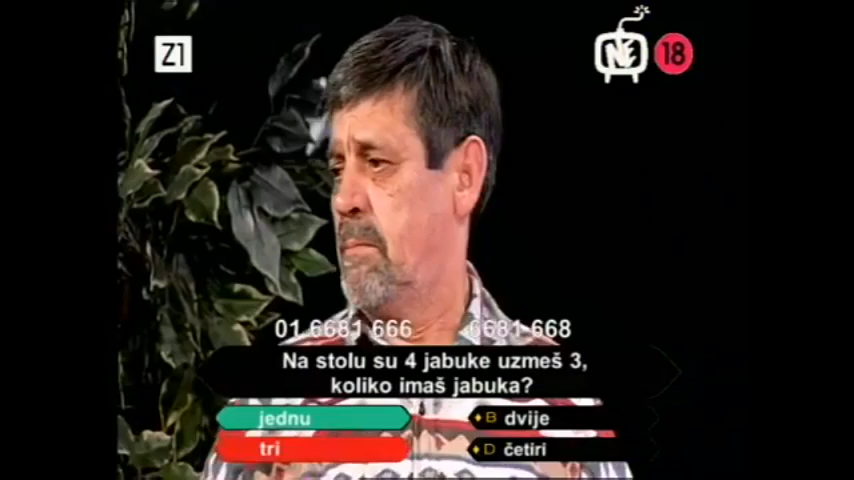 Z1
NE
18
01 6681 666 6681-668
Na stolu su 4 jabuke uzmeš 3,
koliko imaš jabuka?
jednu
B dvije
tri
D četiri